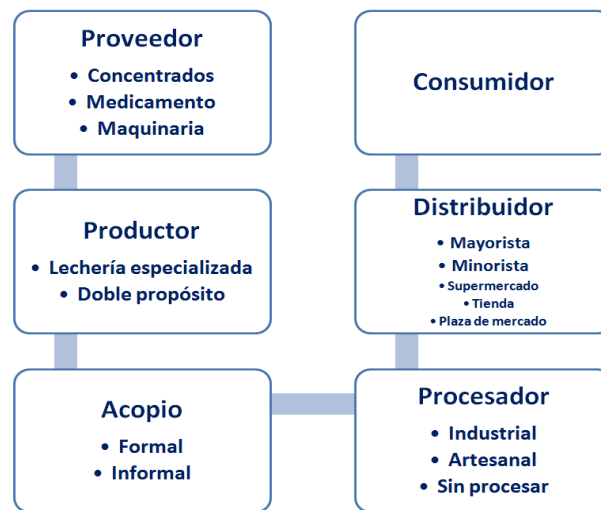 Proveedor
• Concentrados
• Medicamento
• Maquinaria
Productor
• Lechería especializada
• Doble propósito
Acopio
• Formal
• Informal
Procesador
• Industrial
• Artesanal
• Sin procesar
Distribuidor
• Mayorista
• Minorista
• Supermercado
• Tienda
• Plaza de mercado
Consumidor